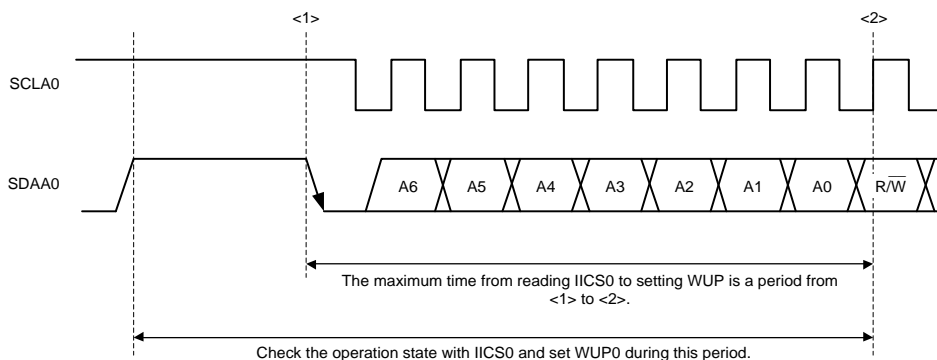 <1>
<2>
SCLA0
SDAA0
A6 A5 A4 A3 A2 A1 A0 R/W̅
The maximum time from reading IICS0 to setting WUP is a period from
<1> to <2>.
Check the operation state with IICS0 and set WUP0 during this period.